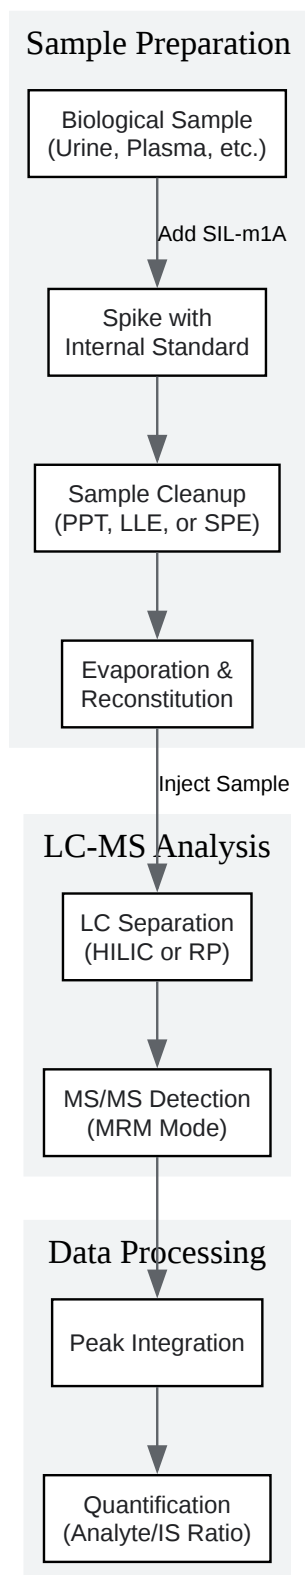 Sample Preparation
Biological Sample
(Urine, Plasma, etc.)
Add SIL-m1A
Spike with
Internal Standard
Sample Cleanup
(PPT, LLE, or SPE)
Evaporation &
Reconstitution
Inject Sample
LC-MS Analysis
LC Separation
(HILIC or RP)
MS/MS Detection
(MRM Mode)
Data Processing
Peak Integration
Quantification
(Analyte/IS Ratio)